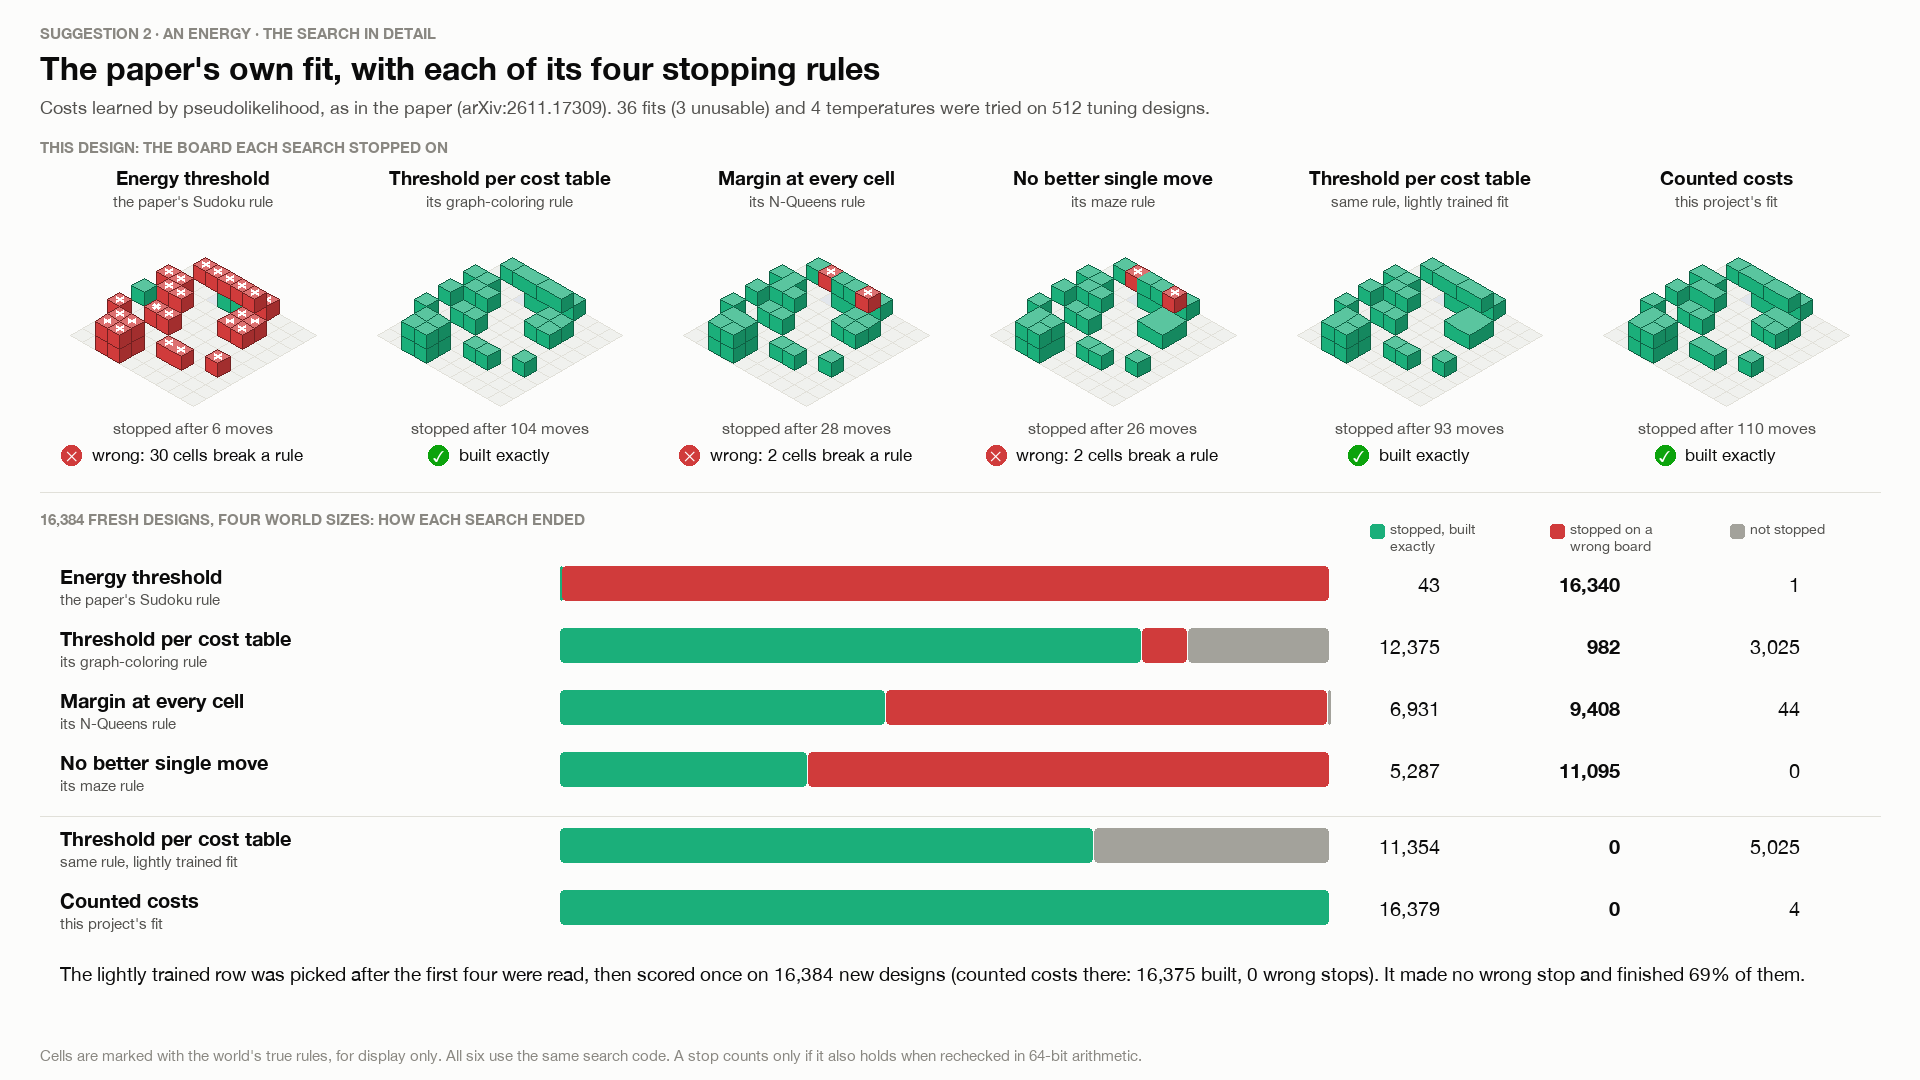 SUGGESTION 2 · AN ENERGY · THE SEARCH IN DETAIL
The paper's own fit, with each of its four stopping rules
Costs learned by pseudolikelihood, as in the paper (arXiv:2611.17309). 36 fits (3 unusable) and 4 temperatures were tried on 512 tuning designs.
THIS DESIGN: THE BOARD EACH SEARCH STOPPED ON
Energy threshold
the paper's Sudoku rule
stopped after 6 moves
wrong: 30 cells break a rule
Threshold per cost table
its graph-coloring rule
stopped after 104 moves
built exactly
Margin at every cell
its N-Queens rule
stopped after 28 moves
wrong: 2 cells break a rule
No better single move
its maze rule
stopped after 26 moves
wrong: 2 cells break a rule
Threshold per cost table
same rule, lightly trained fit
stopped after 93 moves
built exactly
Counted costs
this project's fit
stopped after 110 moves
built exactly
16,384 FRESH DESIGNS, FOUR WORLD SIZES: HOW EACH SEARCH ENDED
stopped, built
exactly
stopped on a
wrong board
not stopped
Energy threshold
the paper's Sudoku rule
43 16,340 1
Threshold per cost table
its graph-coloring rule
12,375 982 3,025
Margin at every cell
its N-Queens rule
6,931 9,408 44
No better single move
its maze rule
5,287 11,095 0
Threshold per cost table
same rule, lightly trained fit
11,354 0 5,025
Counted costs
this project's fit
16,379 0 4
The lightly trained row was picked after the first four were read, then scored once on 16,384 new designs (counted costs there: 16,375 built, 0 wrong stops). It made no wrong stop and finished 69% of them.
Cells are marked with the world's true rules, for display only. All six use the same search code. A stop counts only if it also holds when rechecked in 64-bit arithmetic.